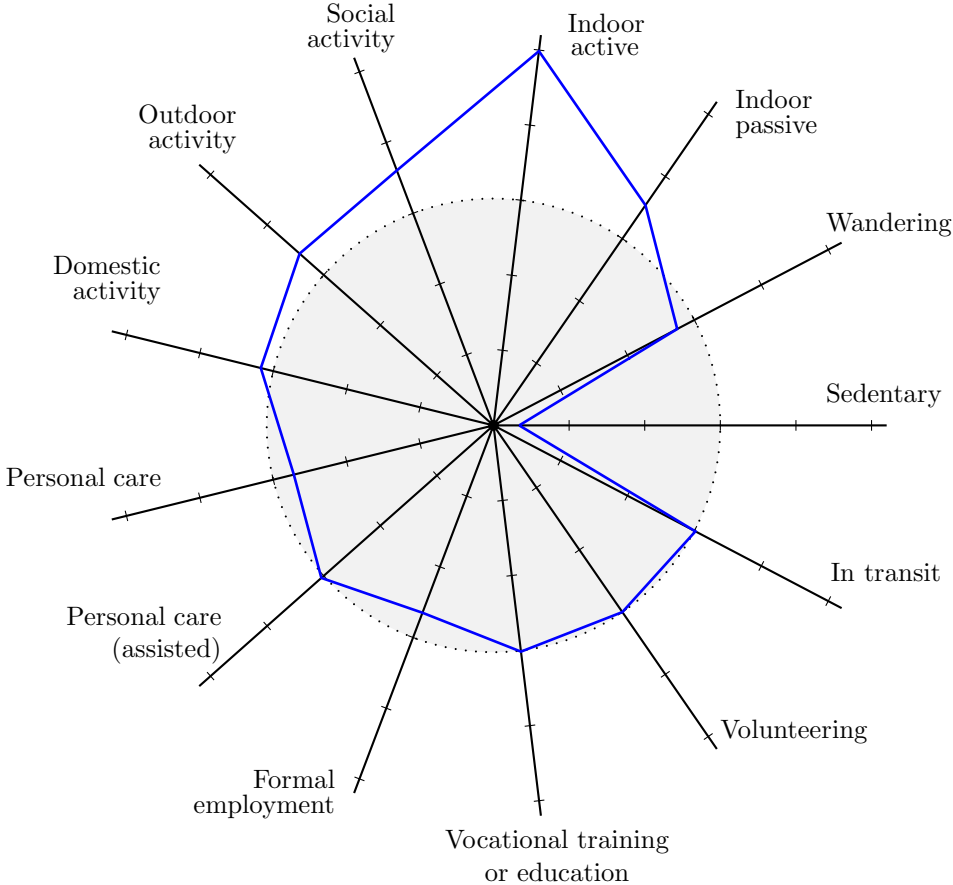 Social
activity
Indoor
active
Indoor
passive
Outdoor
activity
Wandering
Domestic
activity
Sedentary
Personal care
In transit
Personal care
(assisted)
Volunteering
Formal
employment
Vocational training
or education